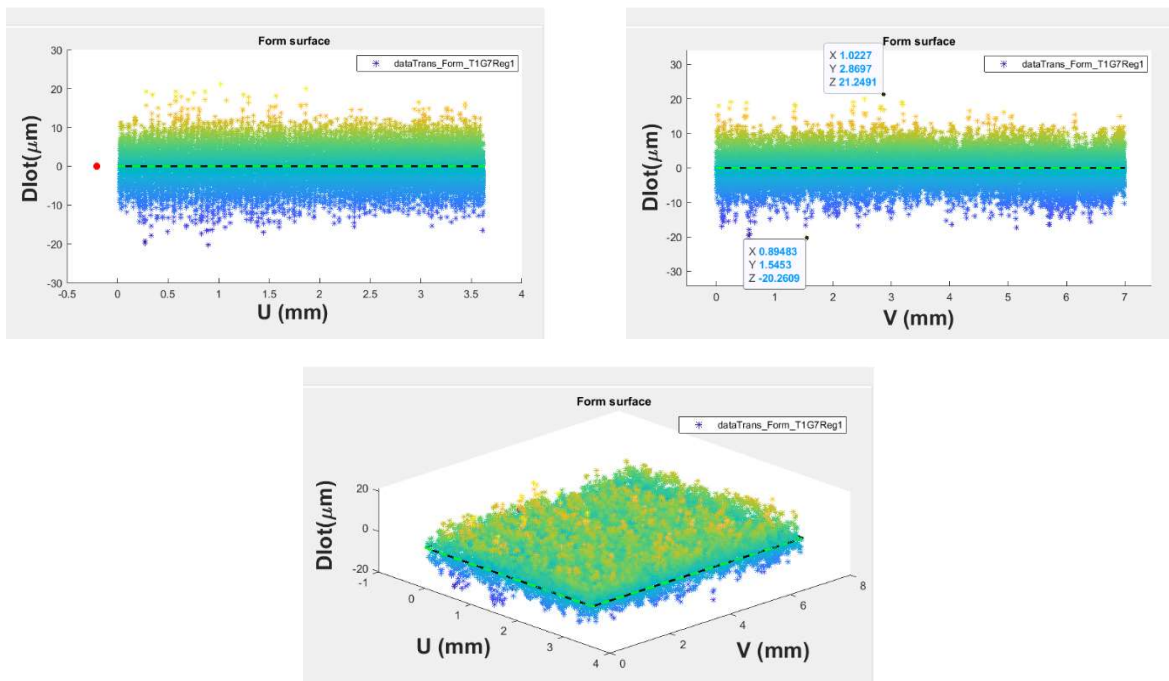 Form surface
dataTrans_Form_T1G7Reg1
30
20
10
0
-10
-20
-30
Dlot(μm)
-0.5 0 0.5 1 1.5 2 2.5 3 3.5 4
U (mm)
Form surface
dataTrans_Form_T1G7Reg1
X 1.0227
Y 2.8697
Z 21.2491
30
20
10
0
-10
-20
-30
Dlot(μm)
X 0.89483
Y 1.5453
Z -20.2609
0 1 2 3 4 5 6 7
V (mm)
Form surface
dataTrans_Form_T1G7Reg1
20
0
-20
Dlot(μm)
-1 0 1 2 3 4
U (mm)
0 2 4 6 8
V (mm)